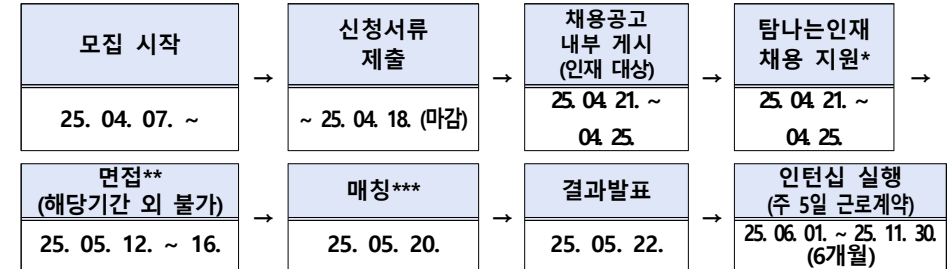 모집 시작
→
25. 04. 07. ~
신청서류
제출
→
~ 25. 04. 18. (마감)
채용공고
내부 게시
(인재 대상)
→
25. 04. 21. ~
04. 25.
탐나는인재
채용 지원*
→
25. 04. 21. ~
04. 25.
면접**
(해당기간 외 불가)
→
25. 05. 12. ~ 16.
매칭***
→
25. 05. 20.
결과발표
→
25. 05. 22.
인턴십 실행
(주 5일 근로계약)
25. 06. 01. ~ 25. 11. 30.
(6개월)